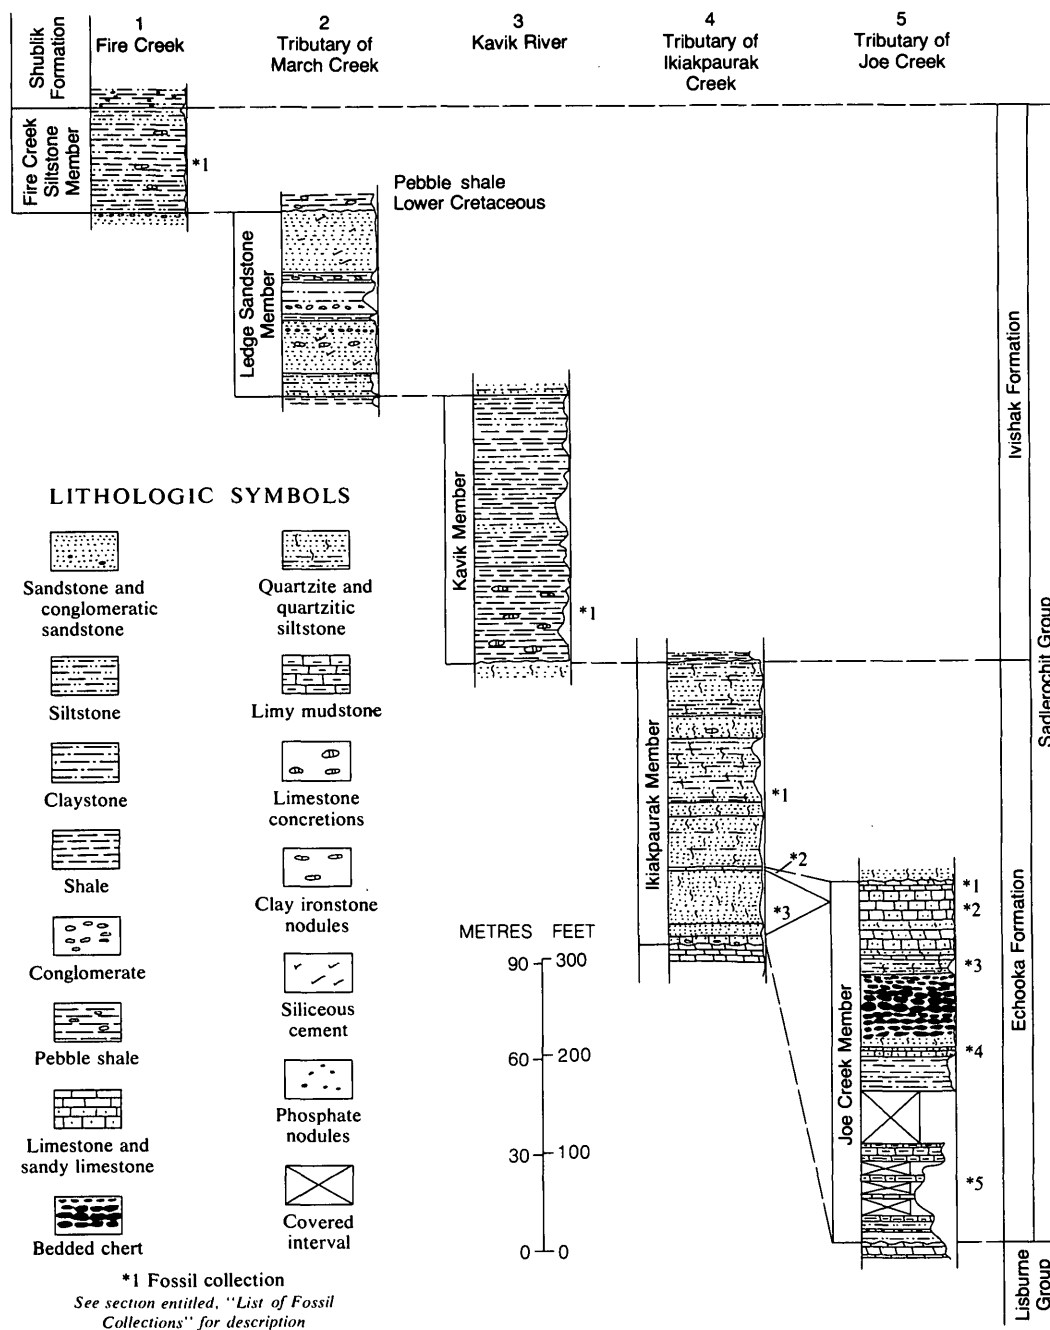 1
Fire Creek
2
Tributary of
March Creek
3
Kavik River
4
Tributary of
Ikiakpaurak
Creek
5
Tributary of
Joe Creek
Shublik
Formation
Fire Creek
Siltstone
Member
*1
Pebble shale
Lower Cretaceous
Ledge Sandstone
Member
Kavik Member
*1
Ikiakpaurak Member
*1
*2
*3
Joe Creek Member
*1
*2
*3
*4
*5
Ivishak Formation
Echooka Formation
Sadlerochit Group
Lisburne
Group
LITHOLOGIC SYMBOLS
Sandstone and
conglomeratic
sandstone
Siltstone
Claystone
Shale
Conglomerate
Pebble shale
Limestone and
sandy limestone
Bedded chert
Quartzite and
quartzitic
siltstone
Limy mudstone
Limestone
concretions
Clay ironstone
nodules
Siliceous
cement
Phosphate
nodules
Covered
interval
METRES FEET
90 300
60 200
30 100
0 0
*1 Fossil collection
See section entitled, "List of Fossil
Collections" for description